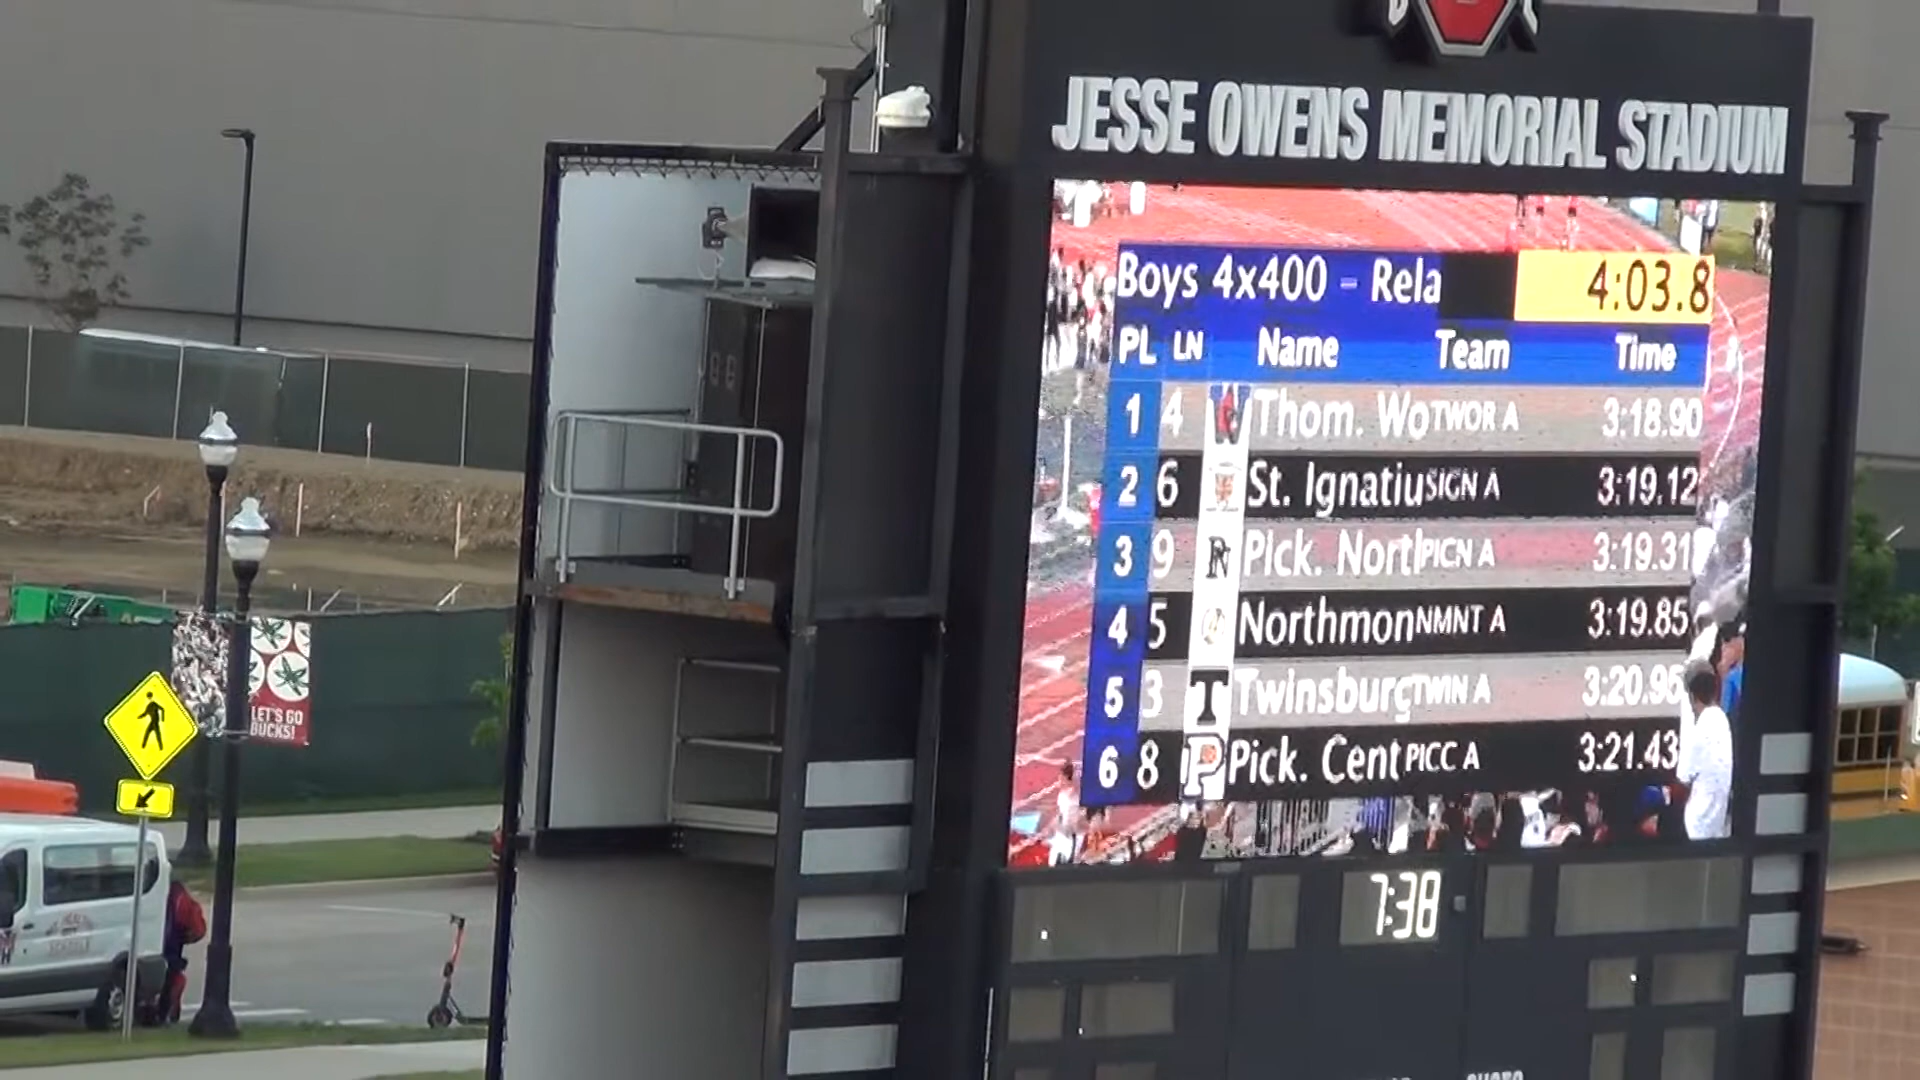 JESSE OWENS MEMORIAL STADIUM
Boys 4x400 - Rela 4:03.8
PL LN Name Team Time
1 4 Thom. Wo TWOR A 3:18.90
2 6 St. Ignatiu SIGN A 3:19.12
3 9 Pick. Nort PICN A 3:19.31
4 5 Northmon NMNT A 3:19.85
5 3 Twinsburg TWIN A 3:20.95
6 8 Pick. Cent PICC A 3:21.43
7:38
LET'S GO
BUCKS!